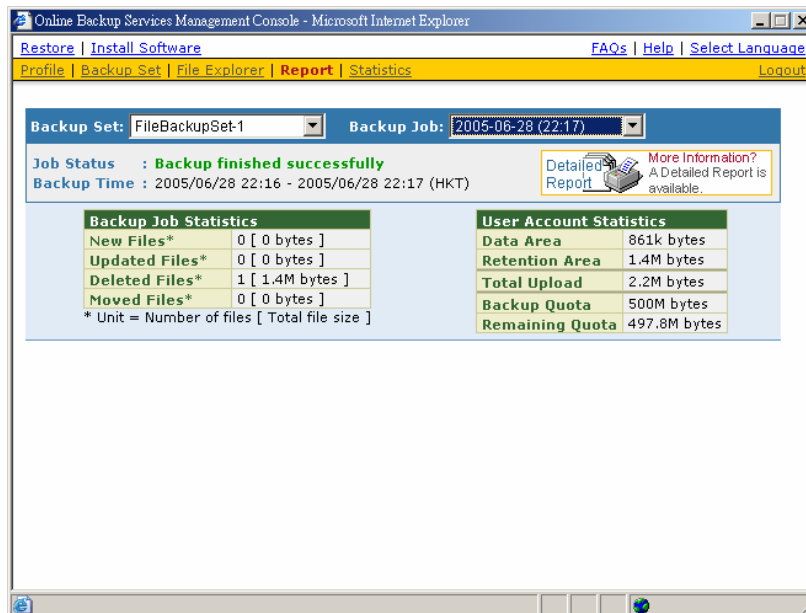 Online Backup Services Management Console - Microsoft Internet Explorer
Restore | Install Software FAQs | Help | Select Language
Profile | Backup Set | File Explorer | Report | Statistics Logout
Backup Set: FileBackupSet-1 Backup Job: 2005-06-28 (22:17)
Job Status : Backup finished successfully
Backup Time : 2005/06/28 22:16 - 2005/06/28 22:17 (HKT)
Detailed Report
More Information?
A Detailed Report is
available.
Backup Job Statistics
New Files* 0 [ 0 bytes ]
Updated Files* 0 [ 0 bytes ]
Deleted Files* 1 [ 1.4M bytes ]
Moved Files* 0 [ 0 bytes ]
* Unit = Number of files [ Total file size ]
User Account Statistics
Data Area 861k bytes
Retention Area 1.4M bytes
Total Upload 2.2M bytes
Backup Quota 500M bytes
Remaining Quota 497.8M bytes